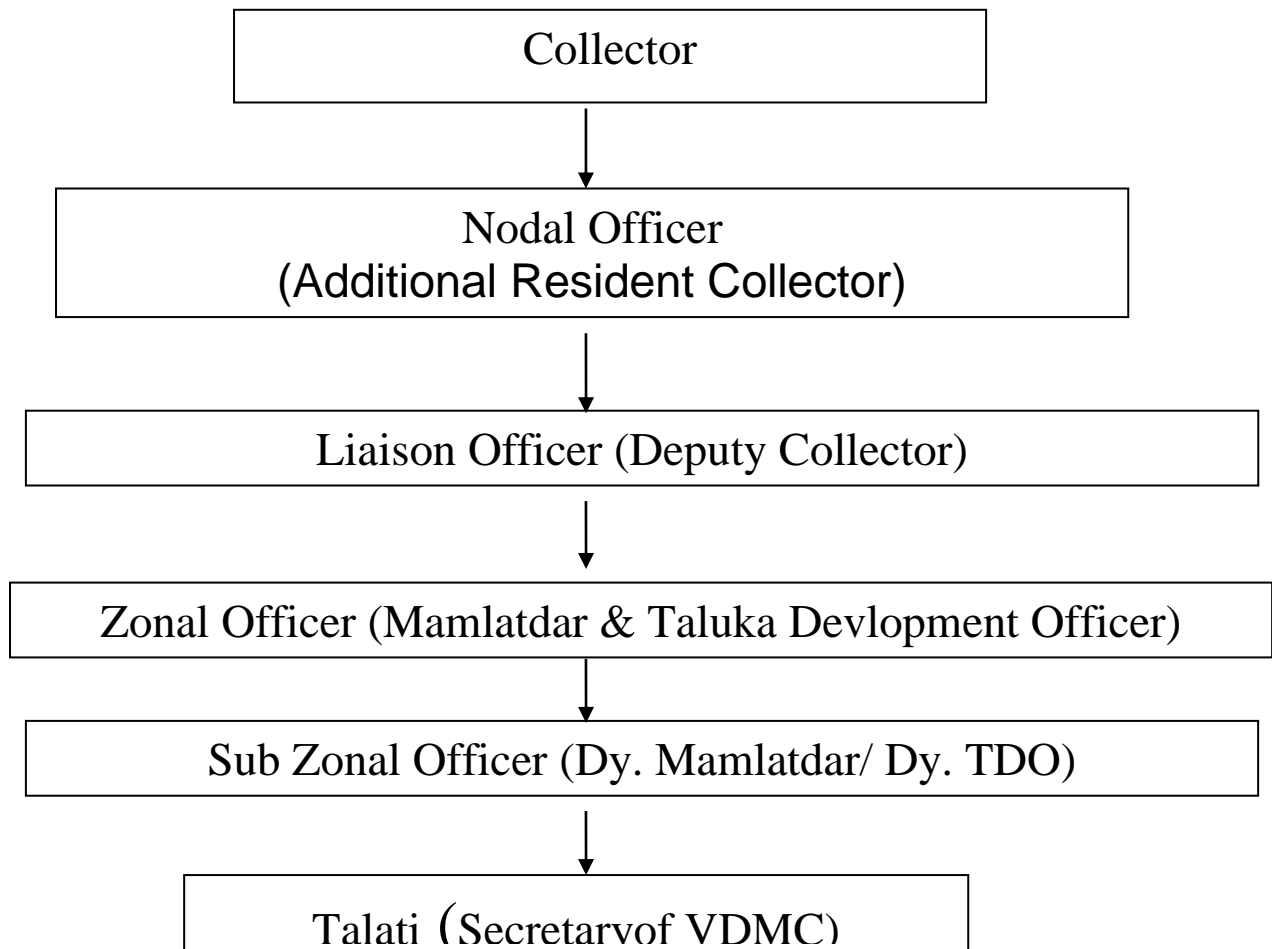 Collector
Nodal Officer
(Additional Resident Collector)
Liaison Officer (Deputy Collector)
Zonal Officer (Mamlatdar & Taluka Devlopment Officer)
Sub Zonal Officer (Dy. Mamlatdar/ Dy. TDO)
Talati (Secretaryof VDMC)